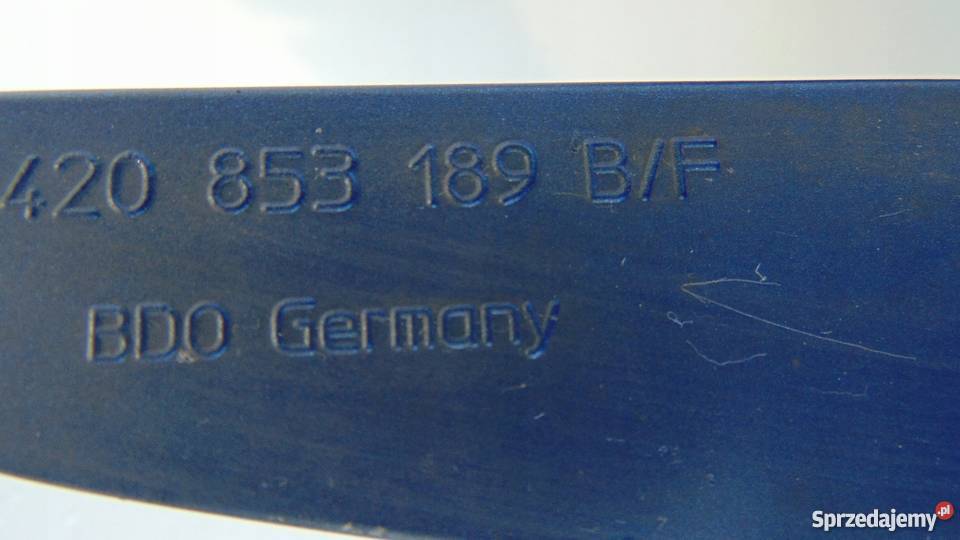 420 853 189 B/F
BDO Germany
Sprzedajemy.pl